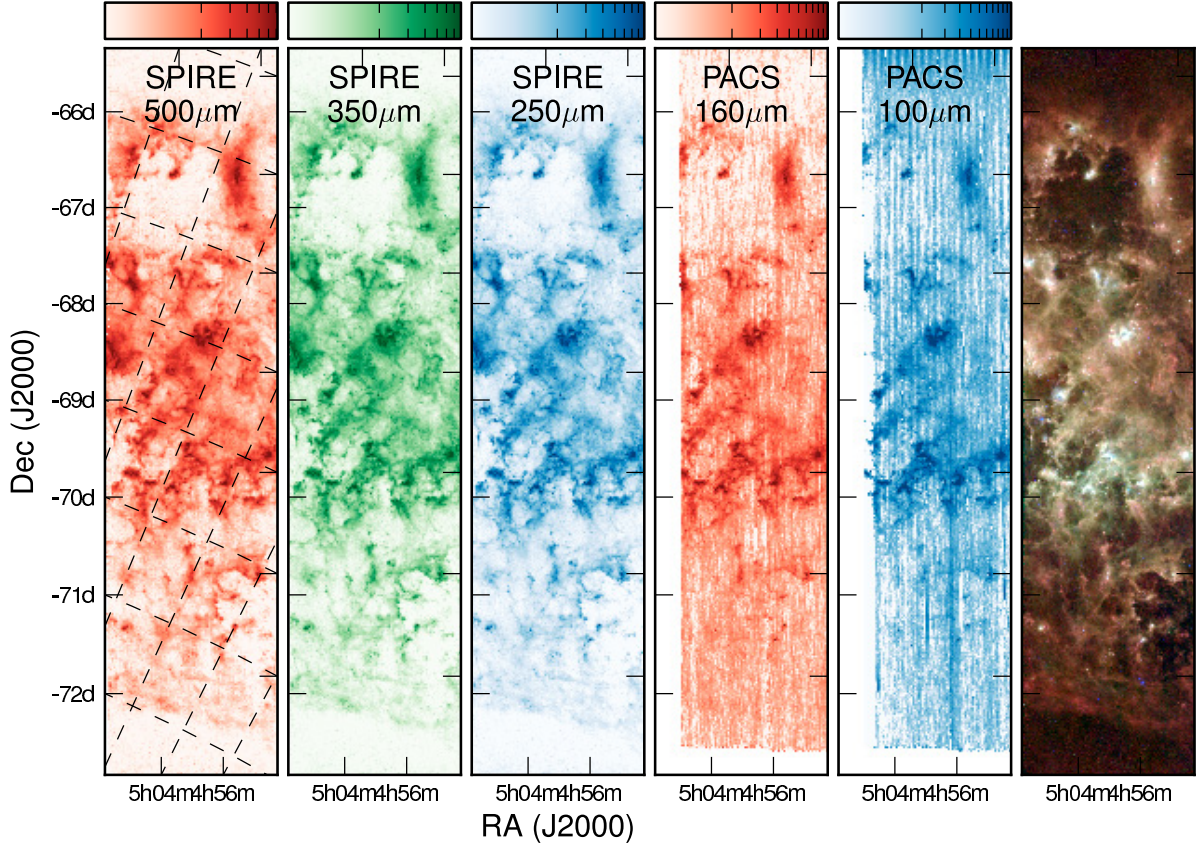 SPIRE
500μm
SPIRE
350μm
SPIRE
250μm
PACS
160μm
PACS
100μm
-66d
-67d
-68d
-69d
-70d
-71d
-72d
Dec (J2000)
5h04m4h56m
5h04m4h56m
5h04m4h56m
5h04m4h56m
5h04m4h56m
5h04m4h56m
RA (J2000)